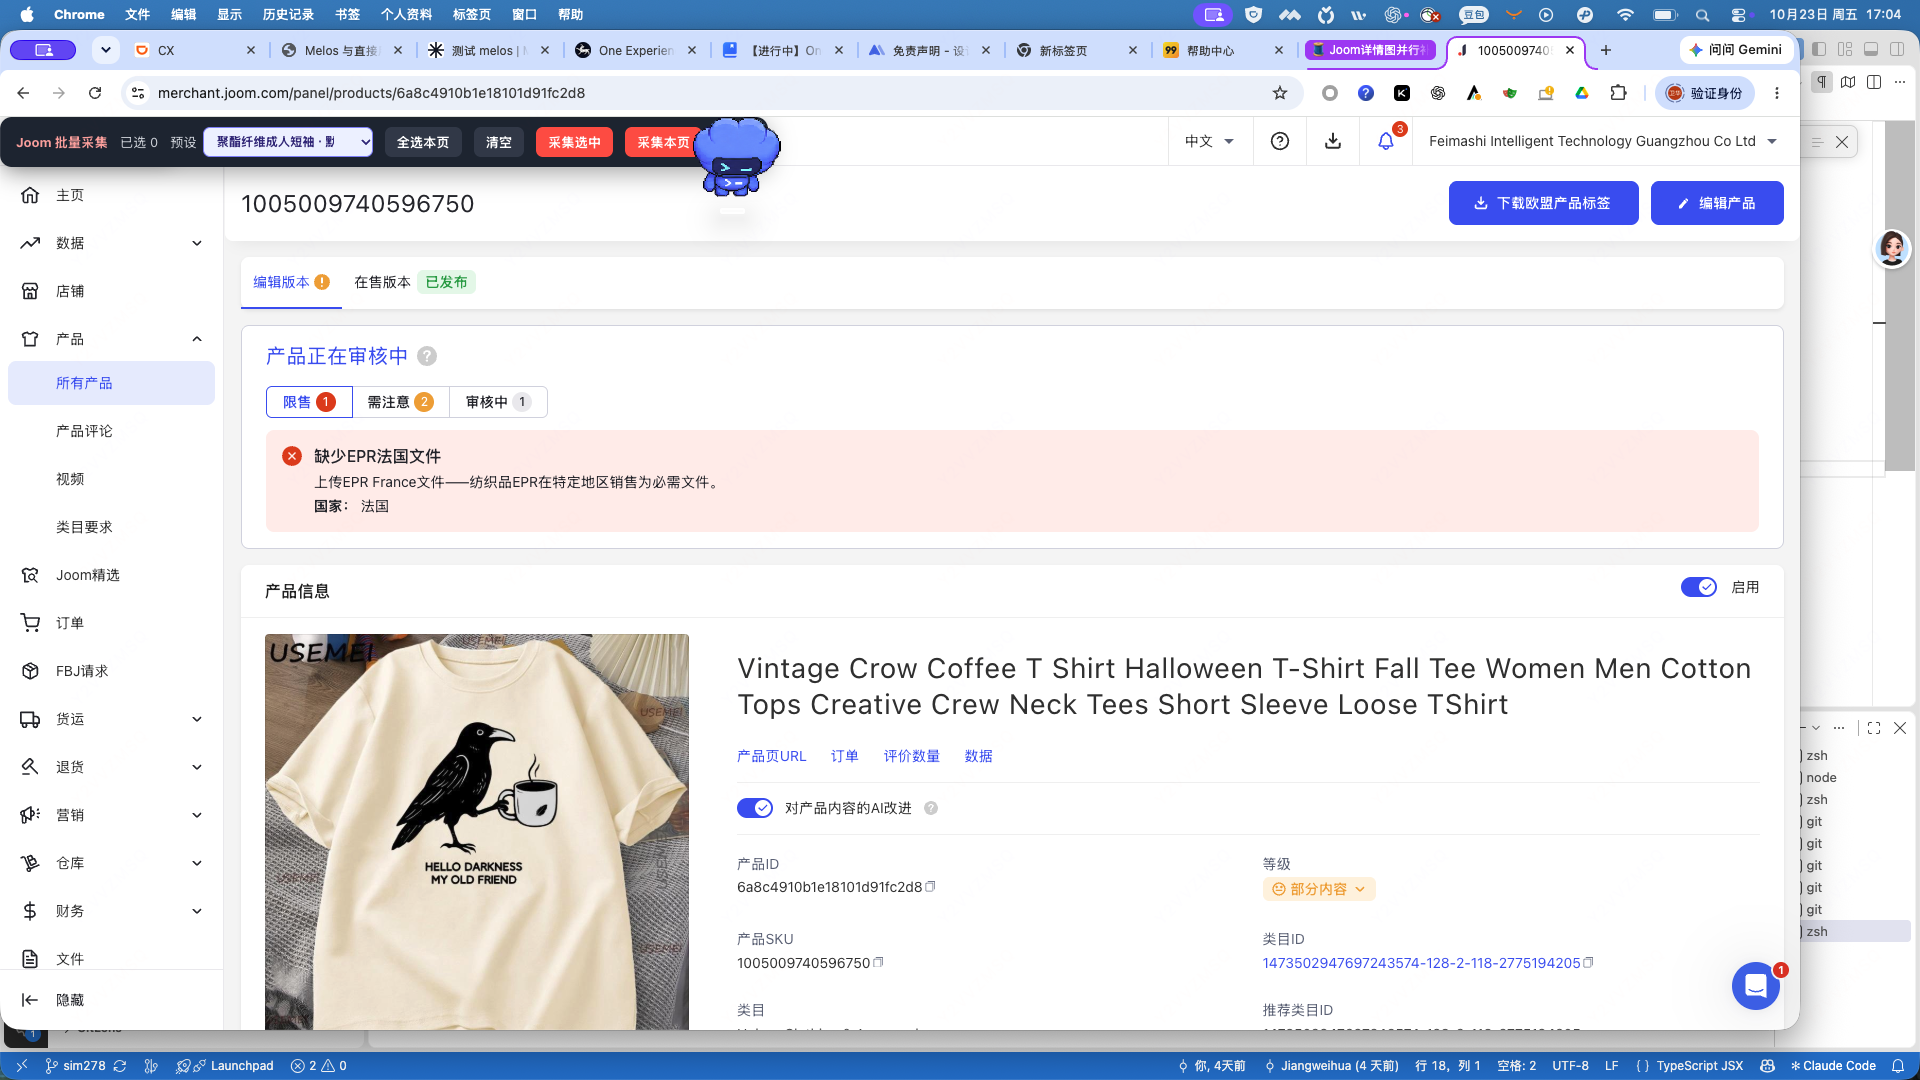 Chrome 文件 编辑 显示 历史记录 书签 个人资料 标签页 窗口 帮助
豆包
10月23日 周五 17:04
CX
Melos 与直接
测试 melos
One Experien
【进行中】On
免责声明 - 设
新标签页
帮助中心
Joom详情图并行
1005009740
问问 Gemini
merchant.joom.com/panel/products/6a8c4910b1e18101d91fc2d8
验证身份
Joom 批量采集 已选 0 预设 聚酯纤维成人短袖 · 全选本页 清空 采集选中 采集本页
中文
3
Feimashi Intelligent Technology Guangzhou Co Ltd
主页
数据
店铺
产品
所有产品
产品评论
视频
类目要求
Joom精选
订单
FBJ请求
货运
退货
营销
仓库
财务
文件
隐藏
1005009740596750
下载欧盟产品标签
编辑产品
编辑版本
在售版本 已发布
产品正在审核中
限售 1
需注意 2
审核中 1
缺少EPR法国文件
上传EPR France文件——纺织品EPR在特定地区销售为必需文件。
国家： 法国
产品信息
启用
USEMEI
USEMEI
USEMEI
USEMEI
HELLO DARKNESS
MY OLD FRIEND
Vintage Crow Coffee T Shirt Halloween T-Shirt Fall Tee Women Men Cotton
Tops Creative Crew Neck Tees Short Sleeve Loose TShirt
产品页URL 订单 评价数量 数据
对产品内容的AI改进
产品ID
6a8c4910b1e18101d91fc2d8
等级
部分内容
产品SKU
1005009740596750
类目ID
1473502947697243574-128-2-118-2775194205
类目
推荐类目ID
1
zsh
node
zsh
git
git
git
git
git
zsh
1
sim278
Launchpad
2
0
你, 4天前
Jiangweihua (4 天前)
行 18，列 1
空格: 2
UTF-8
LF
TypeScript JSX
Claude Code